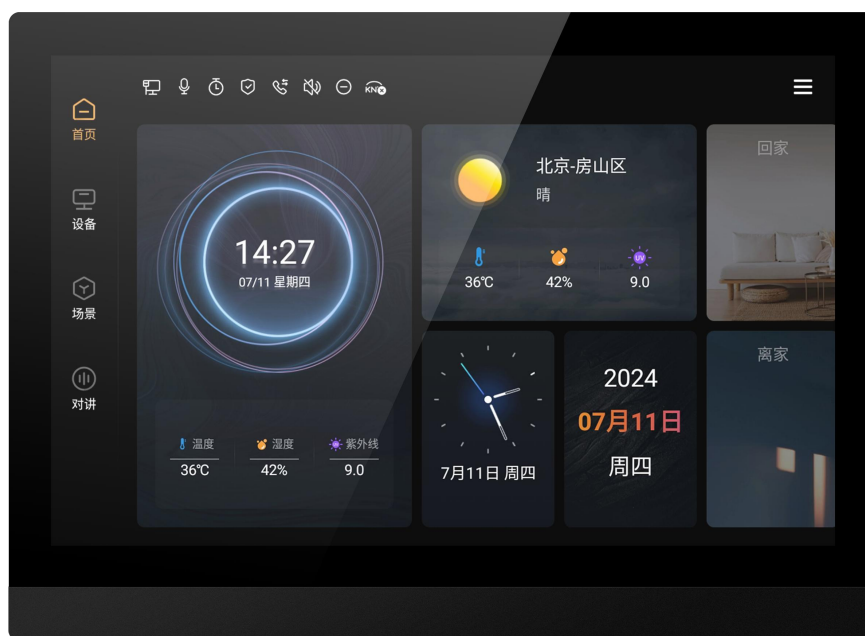 首页
设备
场景
对讲
KNX
14:27
07/11 星期四
温度
湿度
紫外线
36℃
42%
9.0
北京-房山区
晴
UV
36℃
42%
9.0
回家
7月11日 周四
2024
07月11日
周四
离家